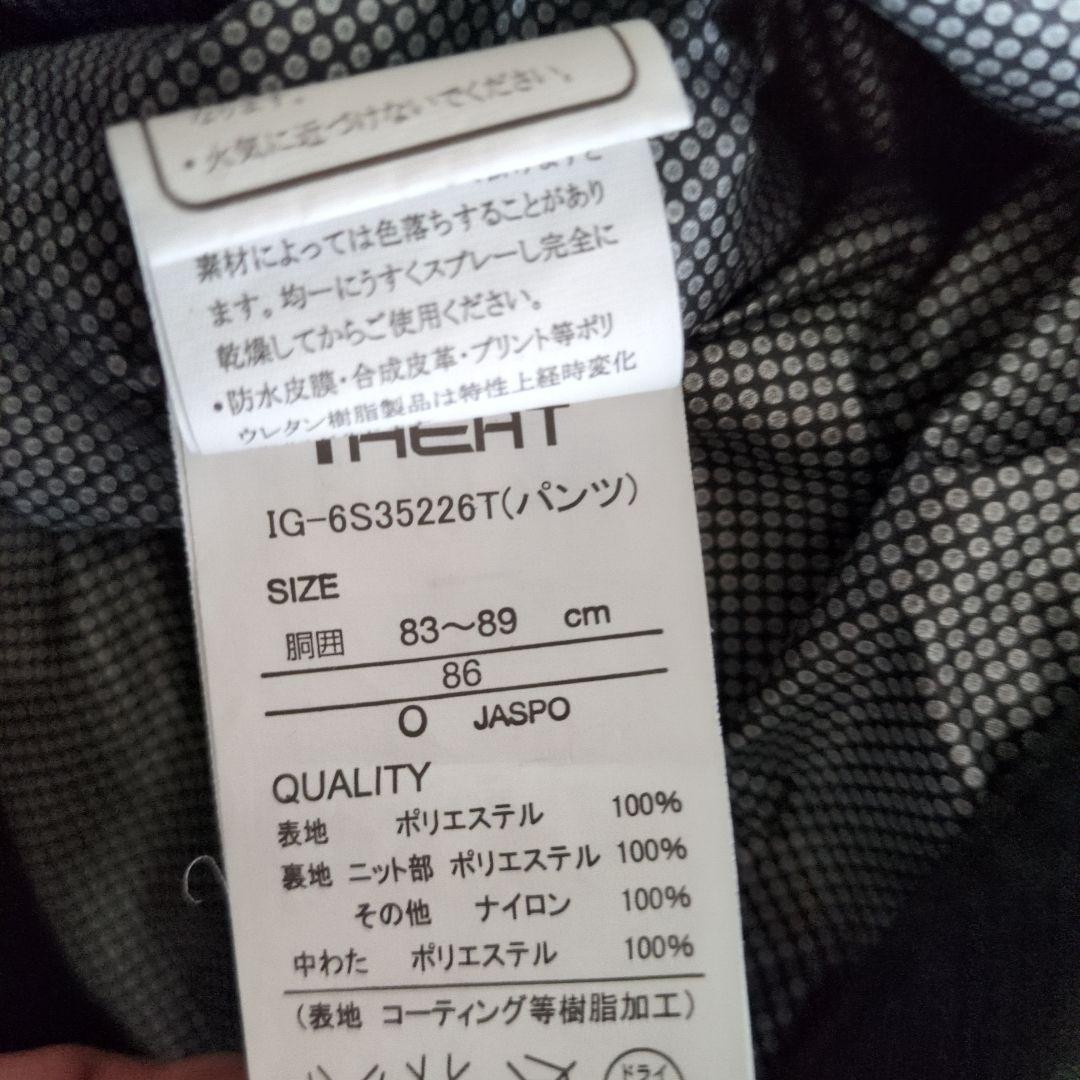 なります。
・火気に近づけないでください。
素材によっては色落ちすることがあり
ます。均一にうすくスプレーし完全に
乾燥してからご使用ください。
・防水皮膜・合成皮革・プリント等ポリ
ウレタン樹脂製品は特性上経時変化
IG-6S35226T(パンツ)
SIZE
胴囲 83～89 cm
86
O JASPO
QUALITY
表地 ポリエステル 100%
裏地 ニット部 ポリエステル 100%
その他 ナイロン 100%
中わた ポリエステル 100%
(表地 コーティング等樹脂加工)
ドライ